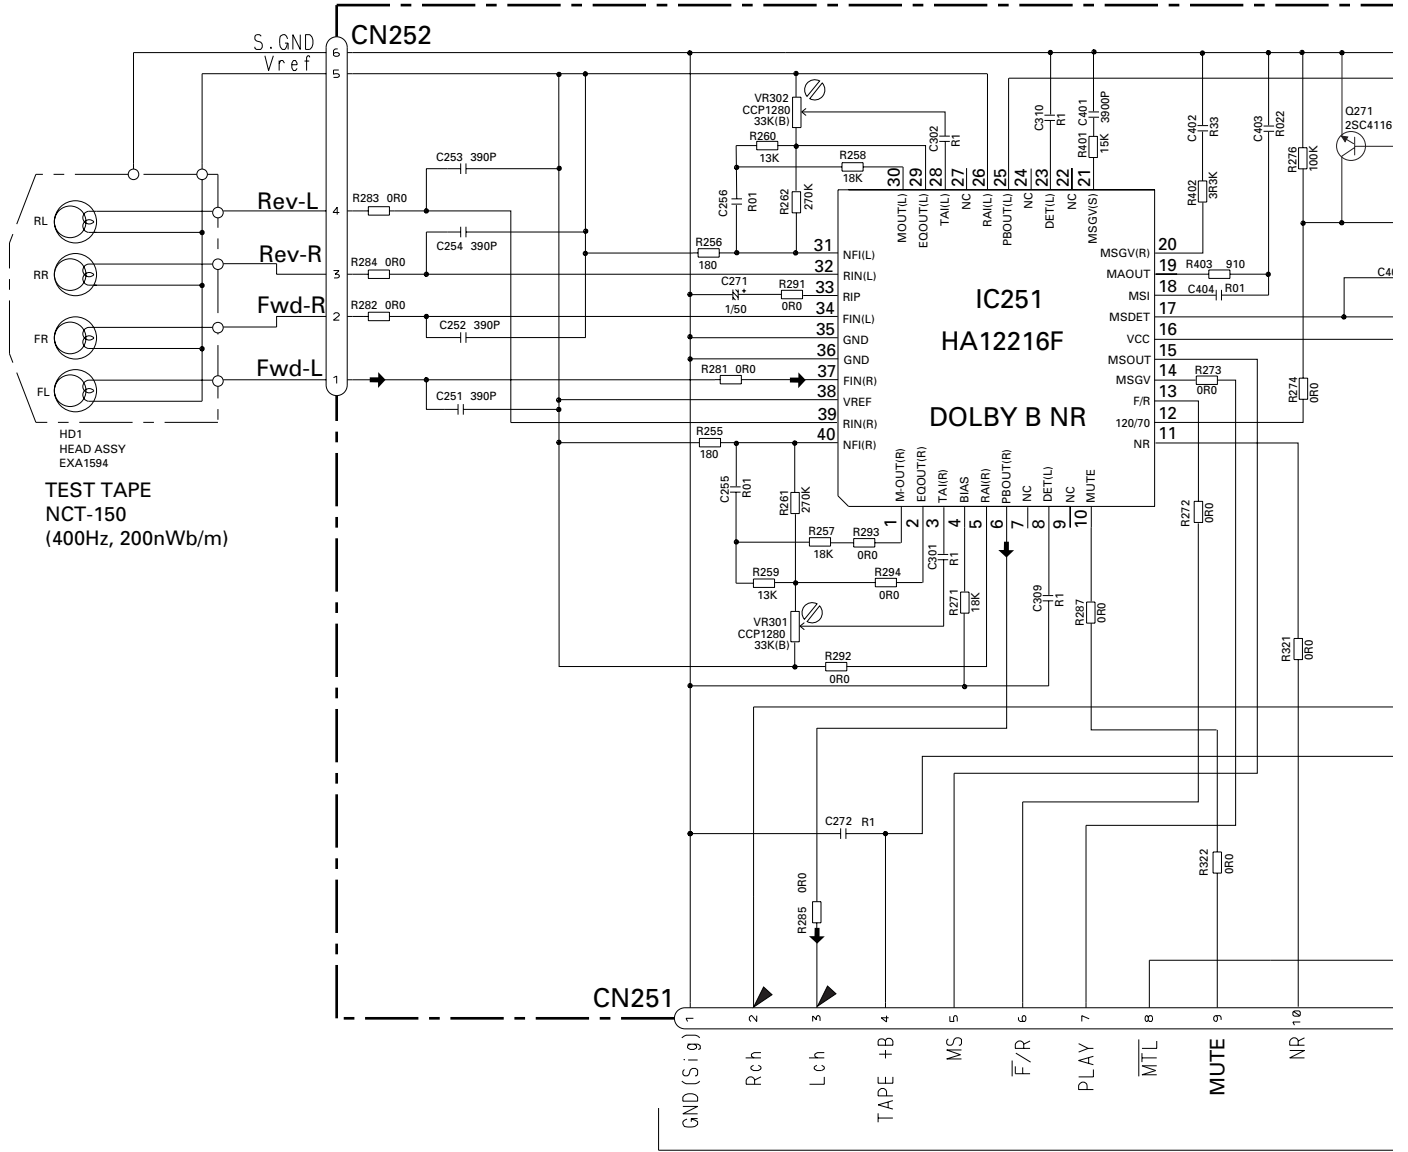 CN252
S.GND
Vref
6
5
4
3
2
1
Rev-L
Rev-R
Fwd-R
Fwd-L
RL
RR
FR
FL
HD1
HEAD ASSY
EXA1594
TEST TAPE
NCT-150
(400Hz, 200nWb/m)
R283 0R0
R284 0R0
R282 0R0
C253 390P
C254 390P
C252 390P
C251 390P
R281 0R0
VR302
CCP1280
33K(B)
R260
13K
R258
18K
C256
R01
R262
270K
R256
180
C271
+
1/50
R291
0R0
C302
R1
C310
R1
C401
3900P
R401
15K
C402
R33
R402
3R3K
C403
R022
R276
100K
Q271
2SC4116
30
29
28
27
26
25
24
23
22
21
MOUT(L)
EQOUT(L)
TAI(L)
NC
RAI(L)
PBOUT(L)
NC
DET(L)
NC
MSGV(S)
31
NFI(L)
32
RIN(L)
33
RIP
34
FIN(L)
35
GND
36
GND
37
FIN(R)
38
VREF
39
RIN(R)
40
NFI(R)
IC251
HA12216F
DOLBY B NR
MSGV(R)
20
MAOUT
19
MSI
18
MSDET
17
VCC
16
MSOUT
15
MSGV
14
F/R
13
120/70
12
NR
11
R403 910
C404 R01
R273
0R0
R274
0R0
C40
M-OUT(R)
EQOUT(R)
TAI(R)
BIAS
RAI(R)
PBOUT(R)
NC
DET(L)
NC
MUTE
1
2
3
4
5
6
7
8
9
10
R255
180
C255
R01
R261
270K
R257
18K
R293
0R0
R259
13K
R294
0R0
VR301
CCP1280
33K(B)
R292
0R0
C301
R1
R271
18K
C309
R1
R287
0R0
R272
0R0
R321
0R0
C272 R1
R285
0R0
R322
0R0
CN251
1
2
3
4
5
6
7
8
9
10
GND(Sig)
Rch
Lch
TAPE +B
MS
F/R
PLAY
MTL
MUTE
NR